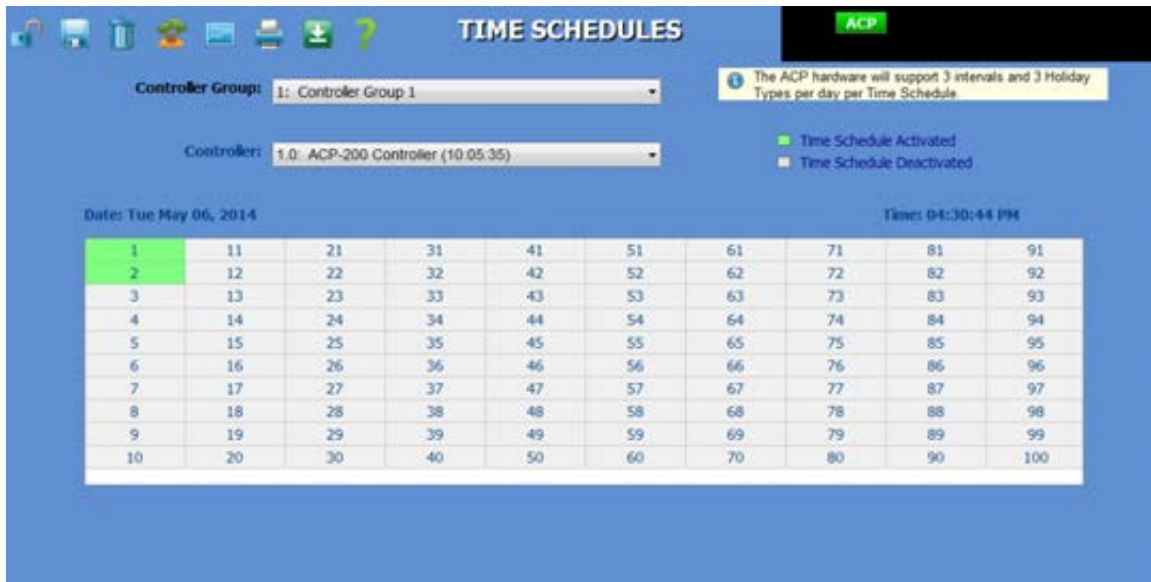 TIME SCHEDULES
ACP
Controller Group: 1: Controller Group 1
The ACP hardware will support 3 intervals and 3 Holiday
Types per day per Time Schedule.
Controller: 1.0: ACP-200 Controller (10:05:35)
Time Schedule Activated
Time Schedule Deactivated
Date: Tue May 06, 2014 Time: 04:30:44 PM
1 11 21 31 41 51 61 71 81 91
2 12 22 32 42 52 62 72 82 92
3 13 23 33 43 53 63 73 83 93
4 14 24 34 44 54 64 74 84 94
5 15 25 35 45 55 65 75 85 95
6 16 26 36 46 56 66 76 86 96
7 17 27 37 47 57 67 77 87 97
8 18 28 38 48 58 68 78 88 98
9 19 29 39 49 59 69 79 89 99
10 20 30 40 50 60 70 80 90 100